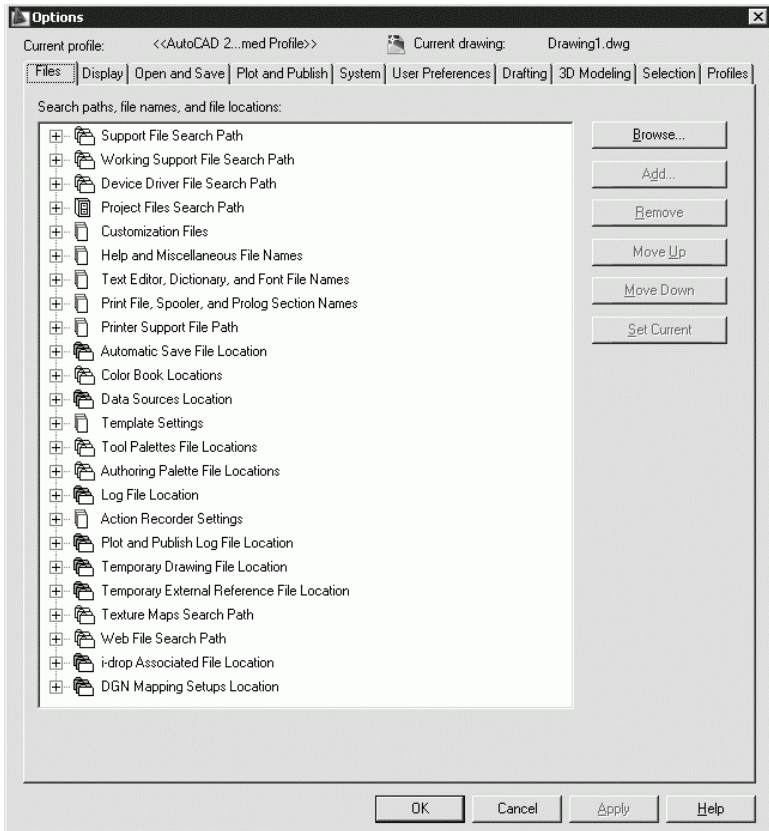 Options
Current profile: <<AutoCAD 2...med Profile>> Current drawing: Drawing1.dwg
Files Display Open and Save Plot and Publish System User Preferences Drafting 3D Modeling Selection Profiles
Search paths, file names, and file locations:
Support File Search Path
Working Support File Search Path
Device Driver File Search Path
Project Files Search Path
Customization Files
Help and Miscellaneous File Names
Text Editor, Dictionary, and Font File Names
Print File, Spooler, and Prolog Section Names
Printer Support File Path
Automatic Save File Location
Color Book Locations
Data Sources Location
Template Settings
Tool Palettes File Locations
Authoring Palette File Locations
Log File Location
Action Recorder Settings
Plot and Publish Log File Location
Temporary Drawing File Location
Temporary External Reference File Location
Texture Maps Search Path
Web File Search Path
i-drop Associated File Location
DGN Mapping Setups Location
Browse...
Add...
Remove
Move Up
Move Down
Set Current
OK Cancel Apply Help